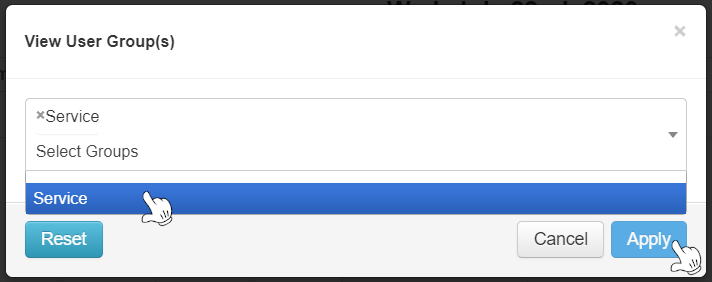 View User Group(s)
×
×Service
Select Groups
Service
Reset
Cancel
Apply